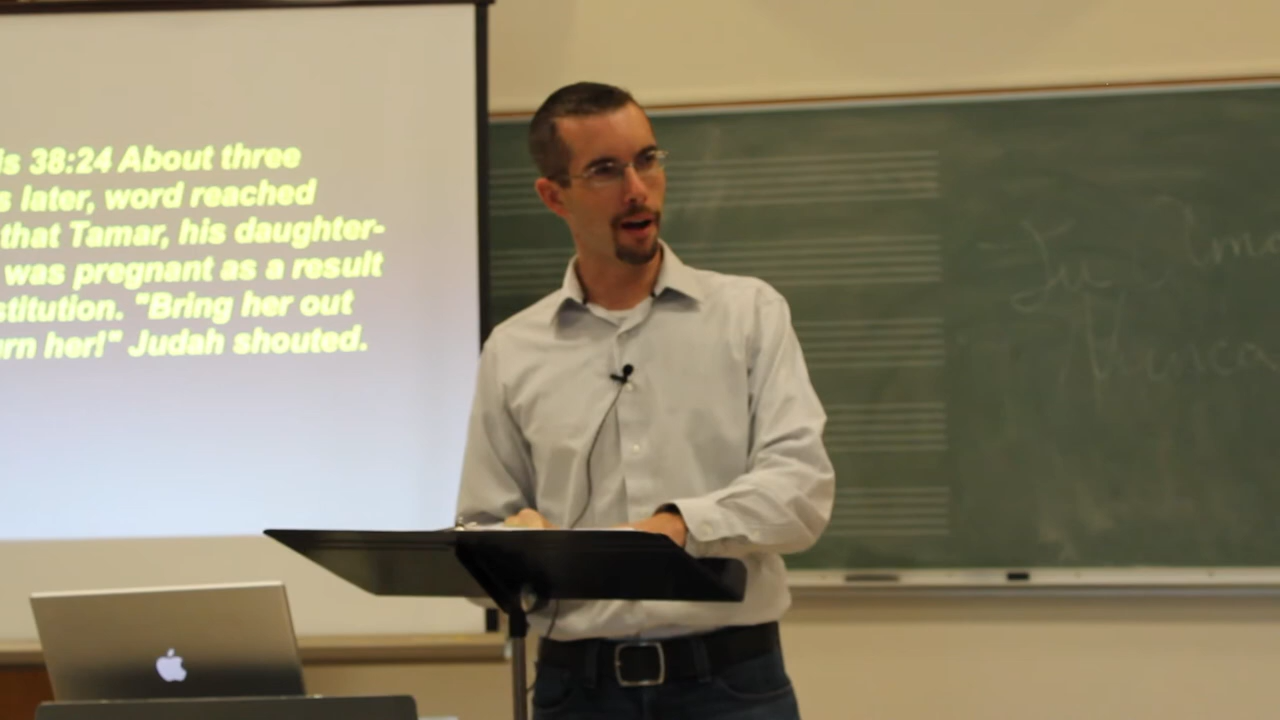 is 38:24 About three
s later, word reached
that Tamar, his daughter-
was pregnant as a result
stitution. "Bring her out
urn her!" Judah shouted.